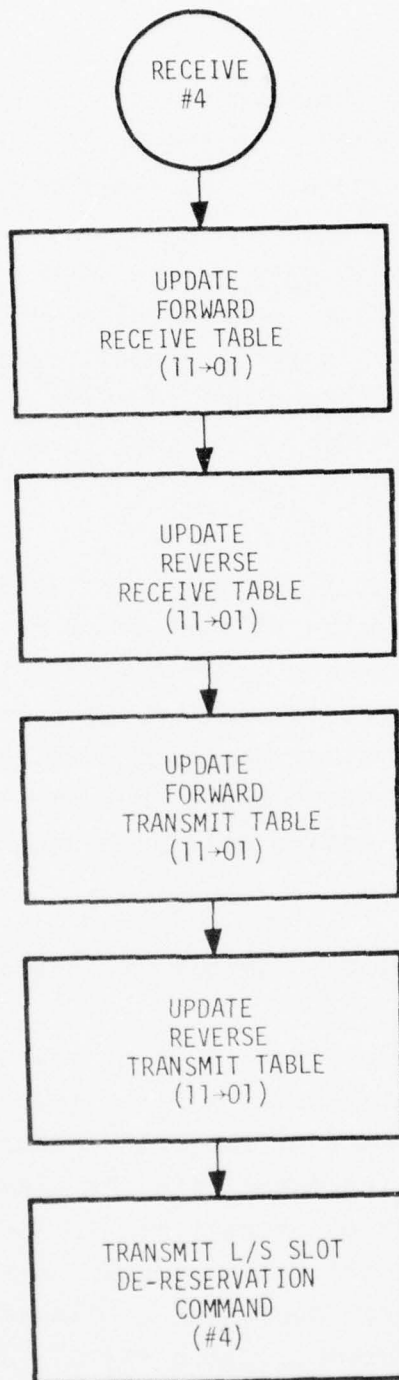 RECEIVE
#4
UPDATE
FORWARD
RECEIVE TABLE
(11→01)
UPDATE
REVERSE
RECEIVE TABLE
(11→01)
UPDATE
FORWARD
TRANSMIT TABLE
(11→01)
UPDATE
REVERSE
TRANSMIT TABLE
(11→01)
TRANSMIT L/S SLOT
DE-RESERVATION
COMMAND
(#4)